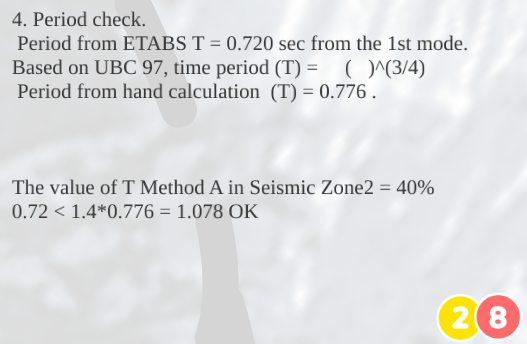 4. Period check.
Period from ETABS T = 0.720 sec from the 1st mode.
Based on UBC 97, time period (T) = ( )^(3/4)
Period from hand calculation (T) = 0.776 .
The value of T Method A in Seismic Zone2 = 40%
0.72 < 1.4*0.776 = 1.078 OK
28